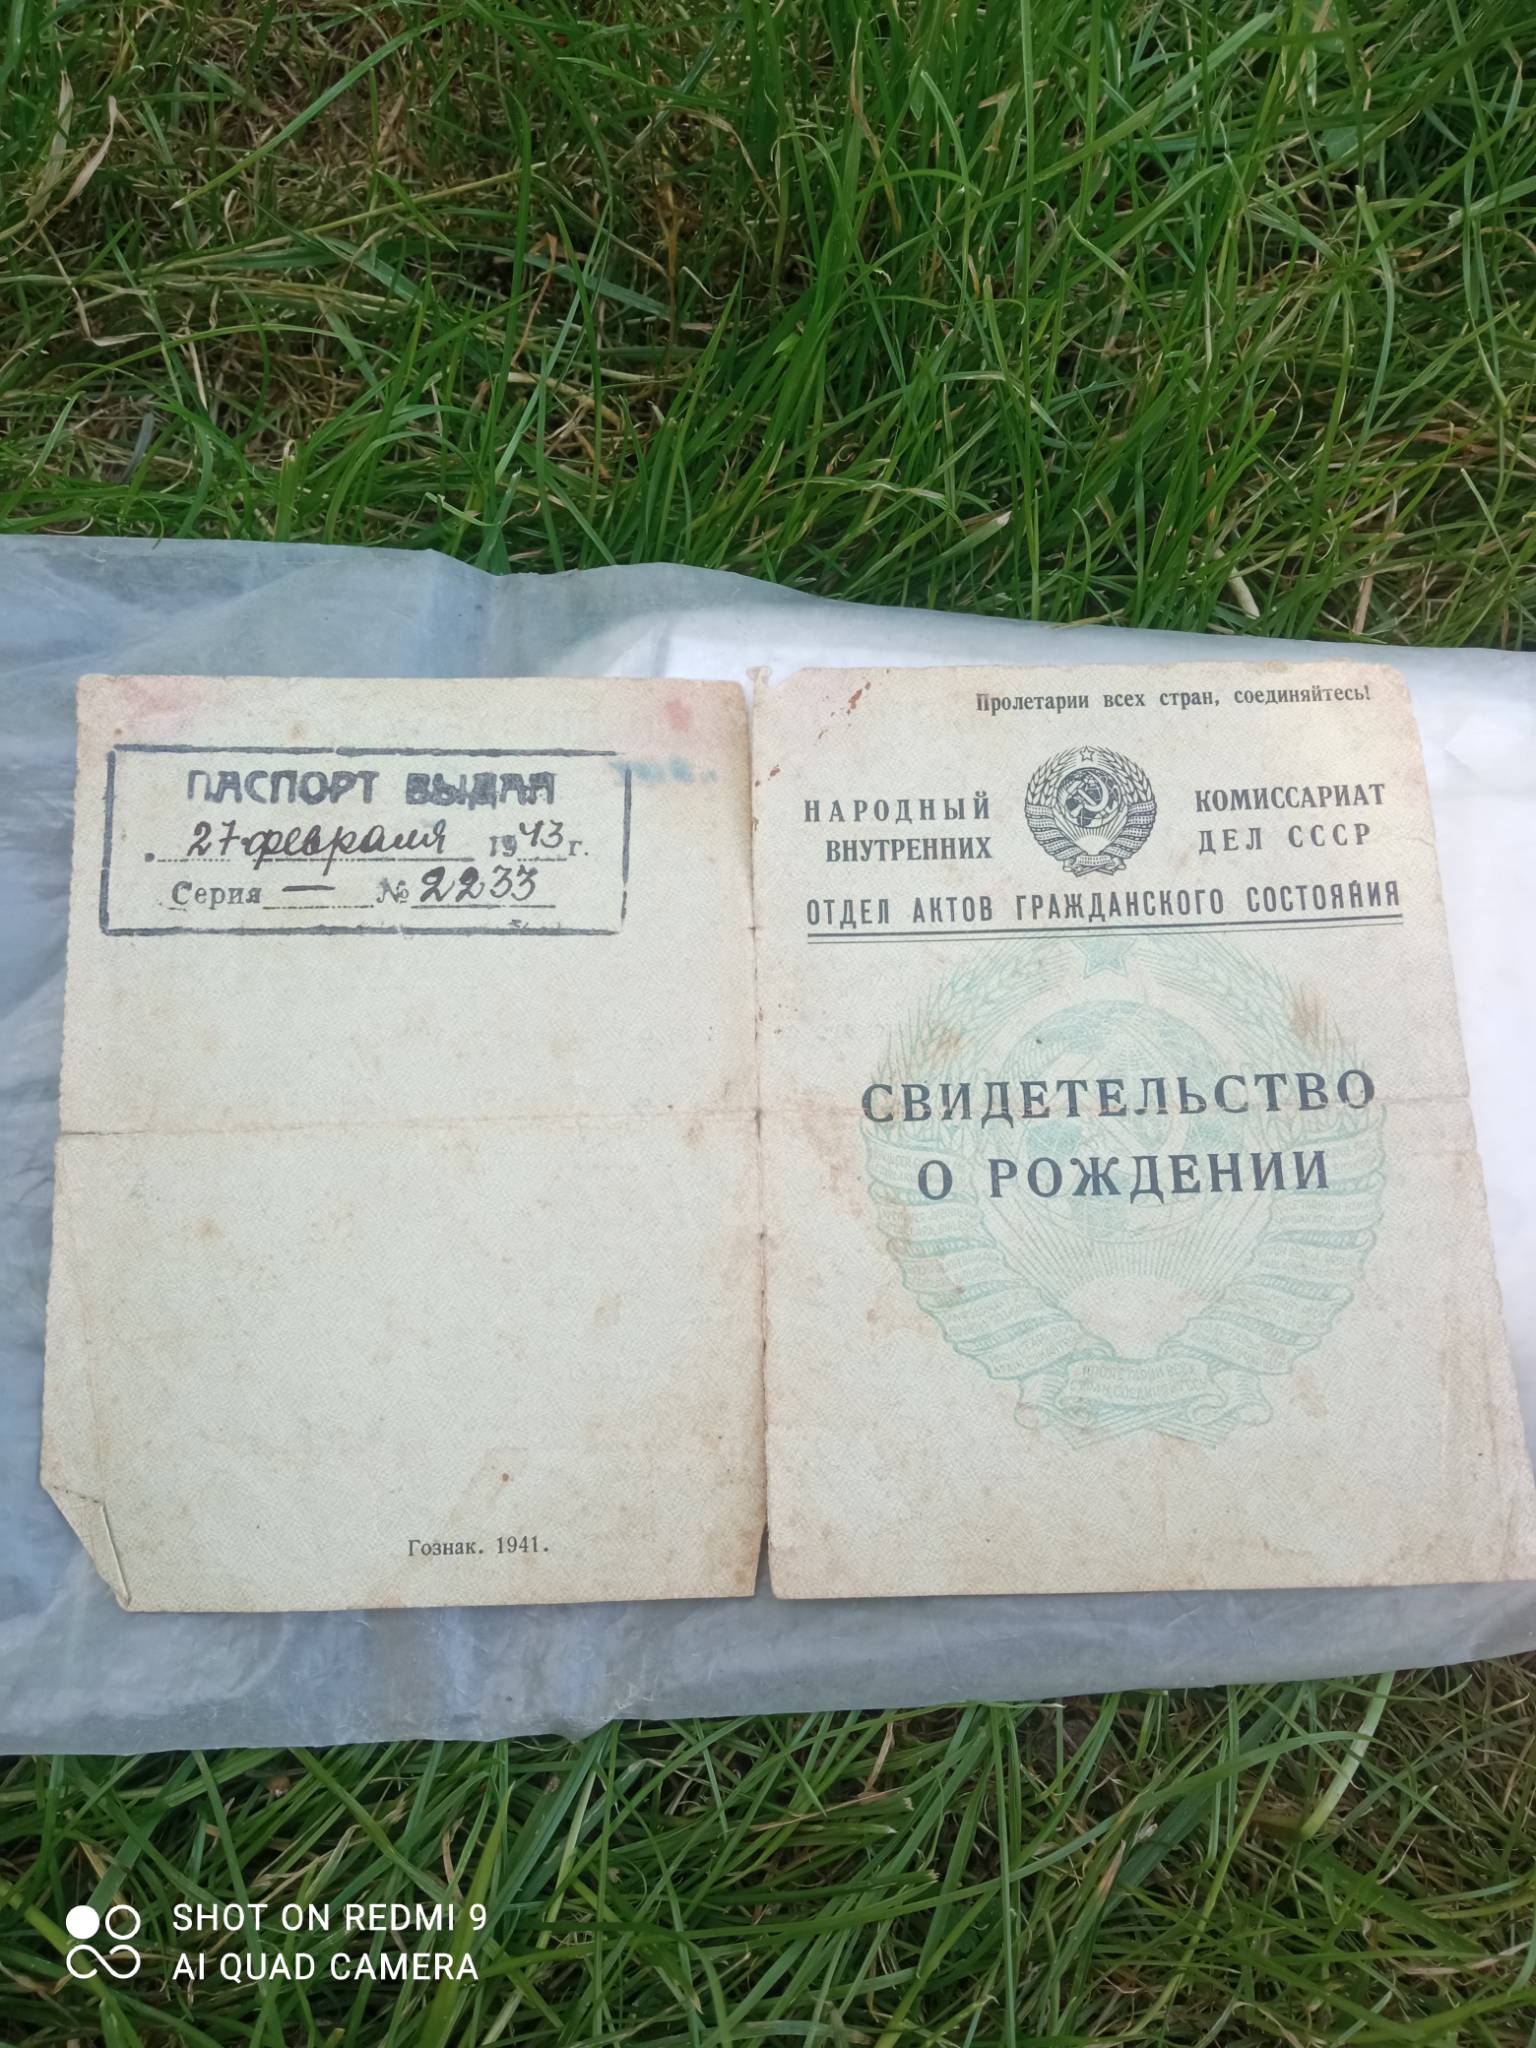 ПАСПОРТ ВЫДАН
27 февраля 1943 г.
Серия — № 2233
Гознак. 1941.
Пролетарии всех стран, соединяйтесь!
НАРОДНЫЙ КОМИССАРИАТ
ВНУТРЕННИХ ДЕЛ СССР
ОТДЕЛ АКТОВ ГРАЖДАНСКОГО СОСТОЯНИЯ
СВИДЕТЕЛЬСТВО
О РОЖДЕНИИ
SHOT ON REDMI 9
AI QUAD CAMERA